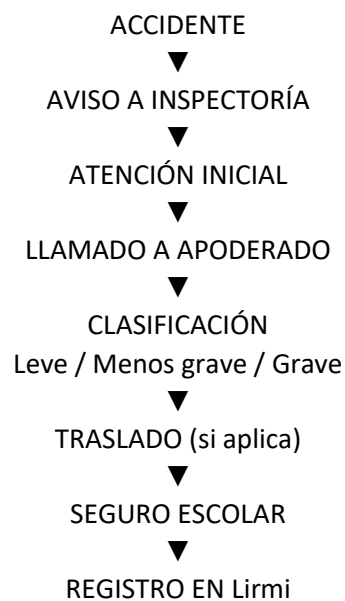 ACCIDENTE
▼
AVISO A INSPECTORÍA
▼
ATENCIÓN INICIAL
▼
LLAMADO A APODERADO
▼
CLASIFICACIÓN
Leve / Menos grave / Grave
▼
TRASLADO (si aplica)
▼
SEGURO ESCOLAR
▼
REGISTRO EN Lirmi